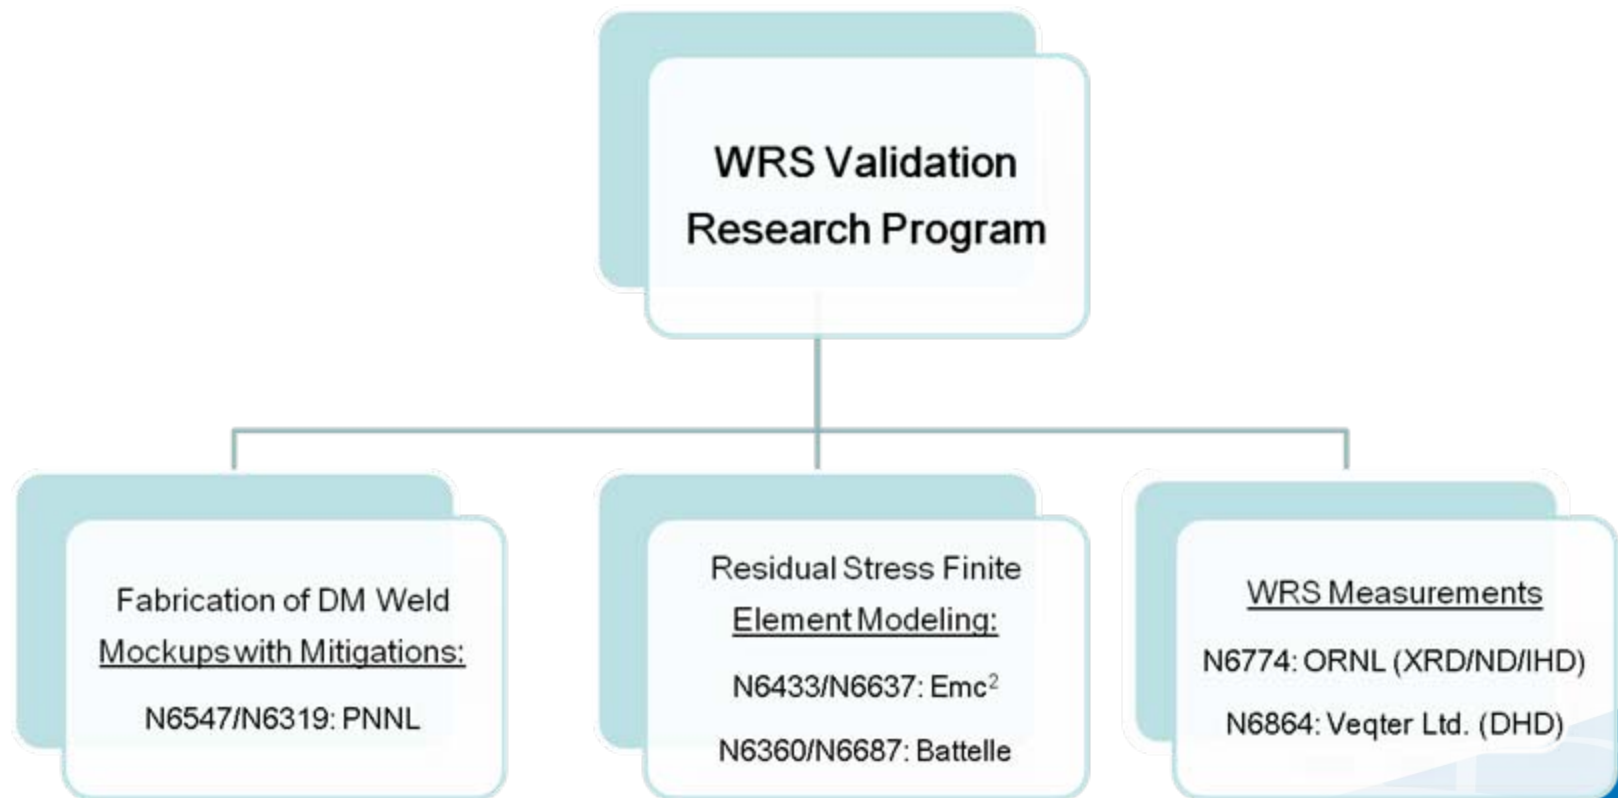 WRS Validation
Research Program
Fabrication of DM Weld
Mockups with Mitigations:
N6547/N6319: PNNL
Residual Stress Finite
Element Modeling:
N6433/N6637: Emc²
N6360/N6687: Battelle
WRS Measurements
N6774: ORNL (XRD/ND/IHD)
N6864: Veqter Ltd. (DHD)